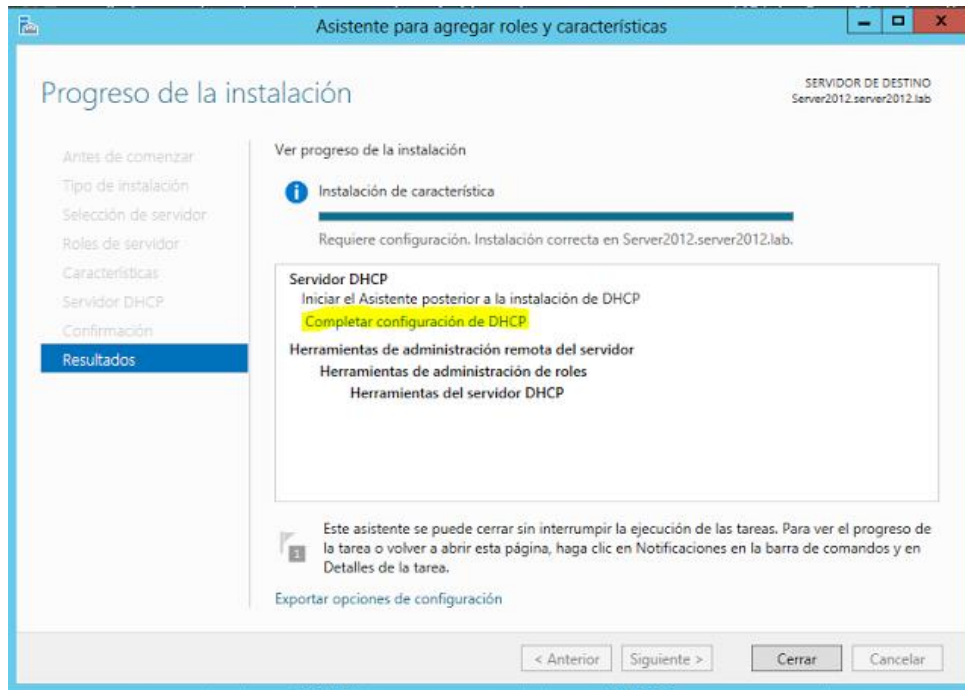 Asistente para agregar roles y características
Progreso de la instalación
SERVIDOR DE DESTINO
Server2012.server2012.lab
Antes de comenzar
Tipo de instalación
Selección de servidor
Roles de servidor
Características
Servidor DHCP
Confirmación
Resultados
Ver progreso de la instalación
Instalación de característica
Requiere configuración. Instalación correcta en Server2012.server2012.lab.
Servidor DHCP
Iniciar el Asistente posterior a la instalación de DHCP
Completar configuración de DHCP
Herramientas de administración remota del servidor
Herramientas de administración de roles
Herramientas del servidor DHCP
1
Este asistente se puede cerrar sin interrumpir la ejecución de las tareas. Para ver el progreso de
la tarea o volver a abrir esta página, haga clic en Notificaciones en la barra de comandos y en
Detalles de la tarea.
Exportar opciones de configuración
< Anterior
Siguiente >
Cerrar
Cancelar